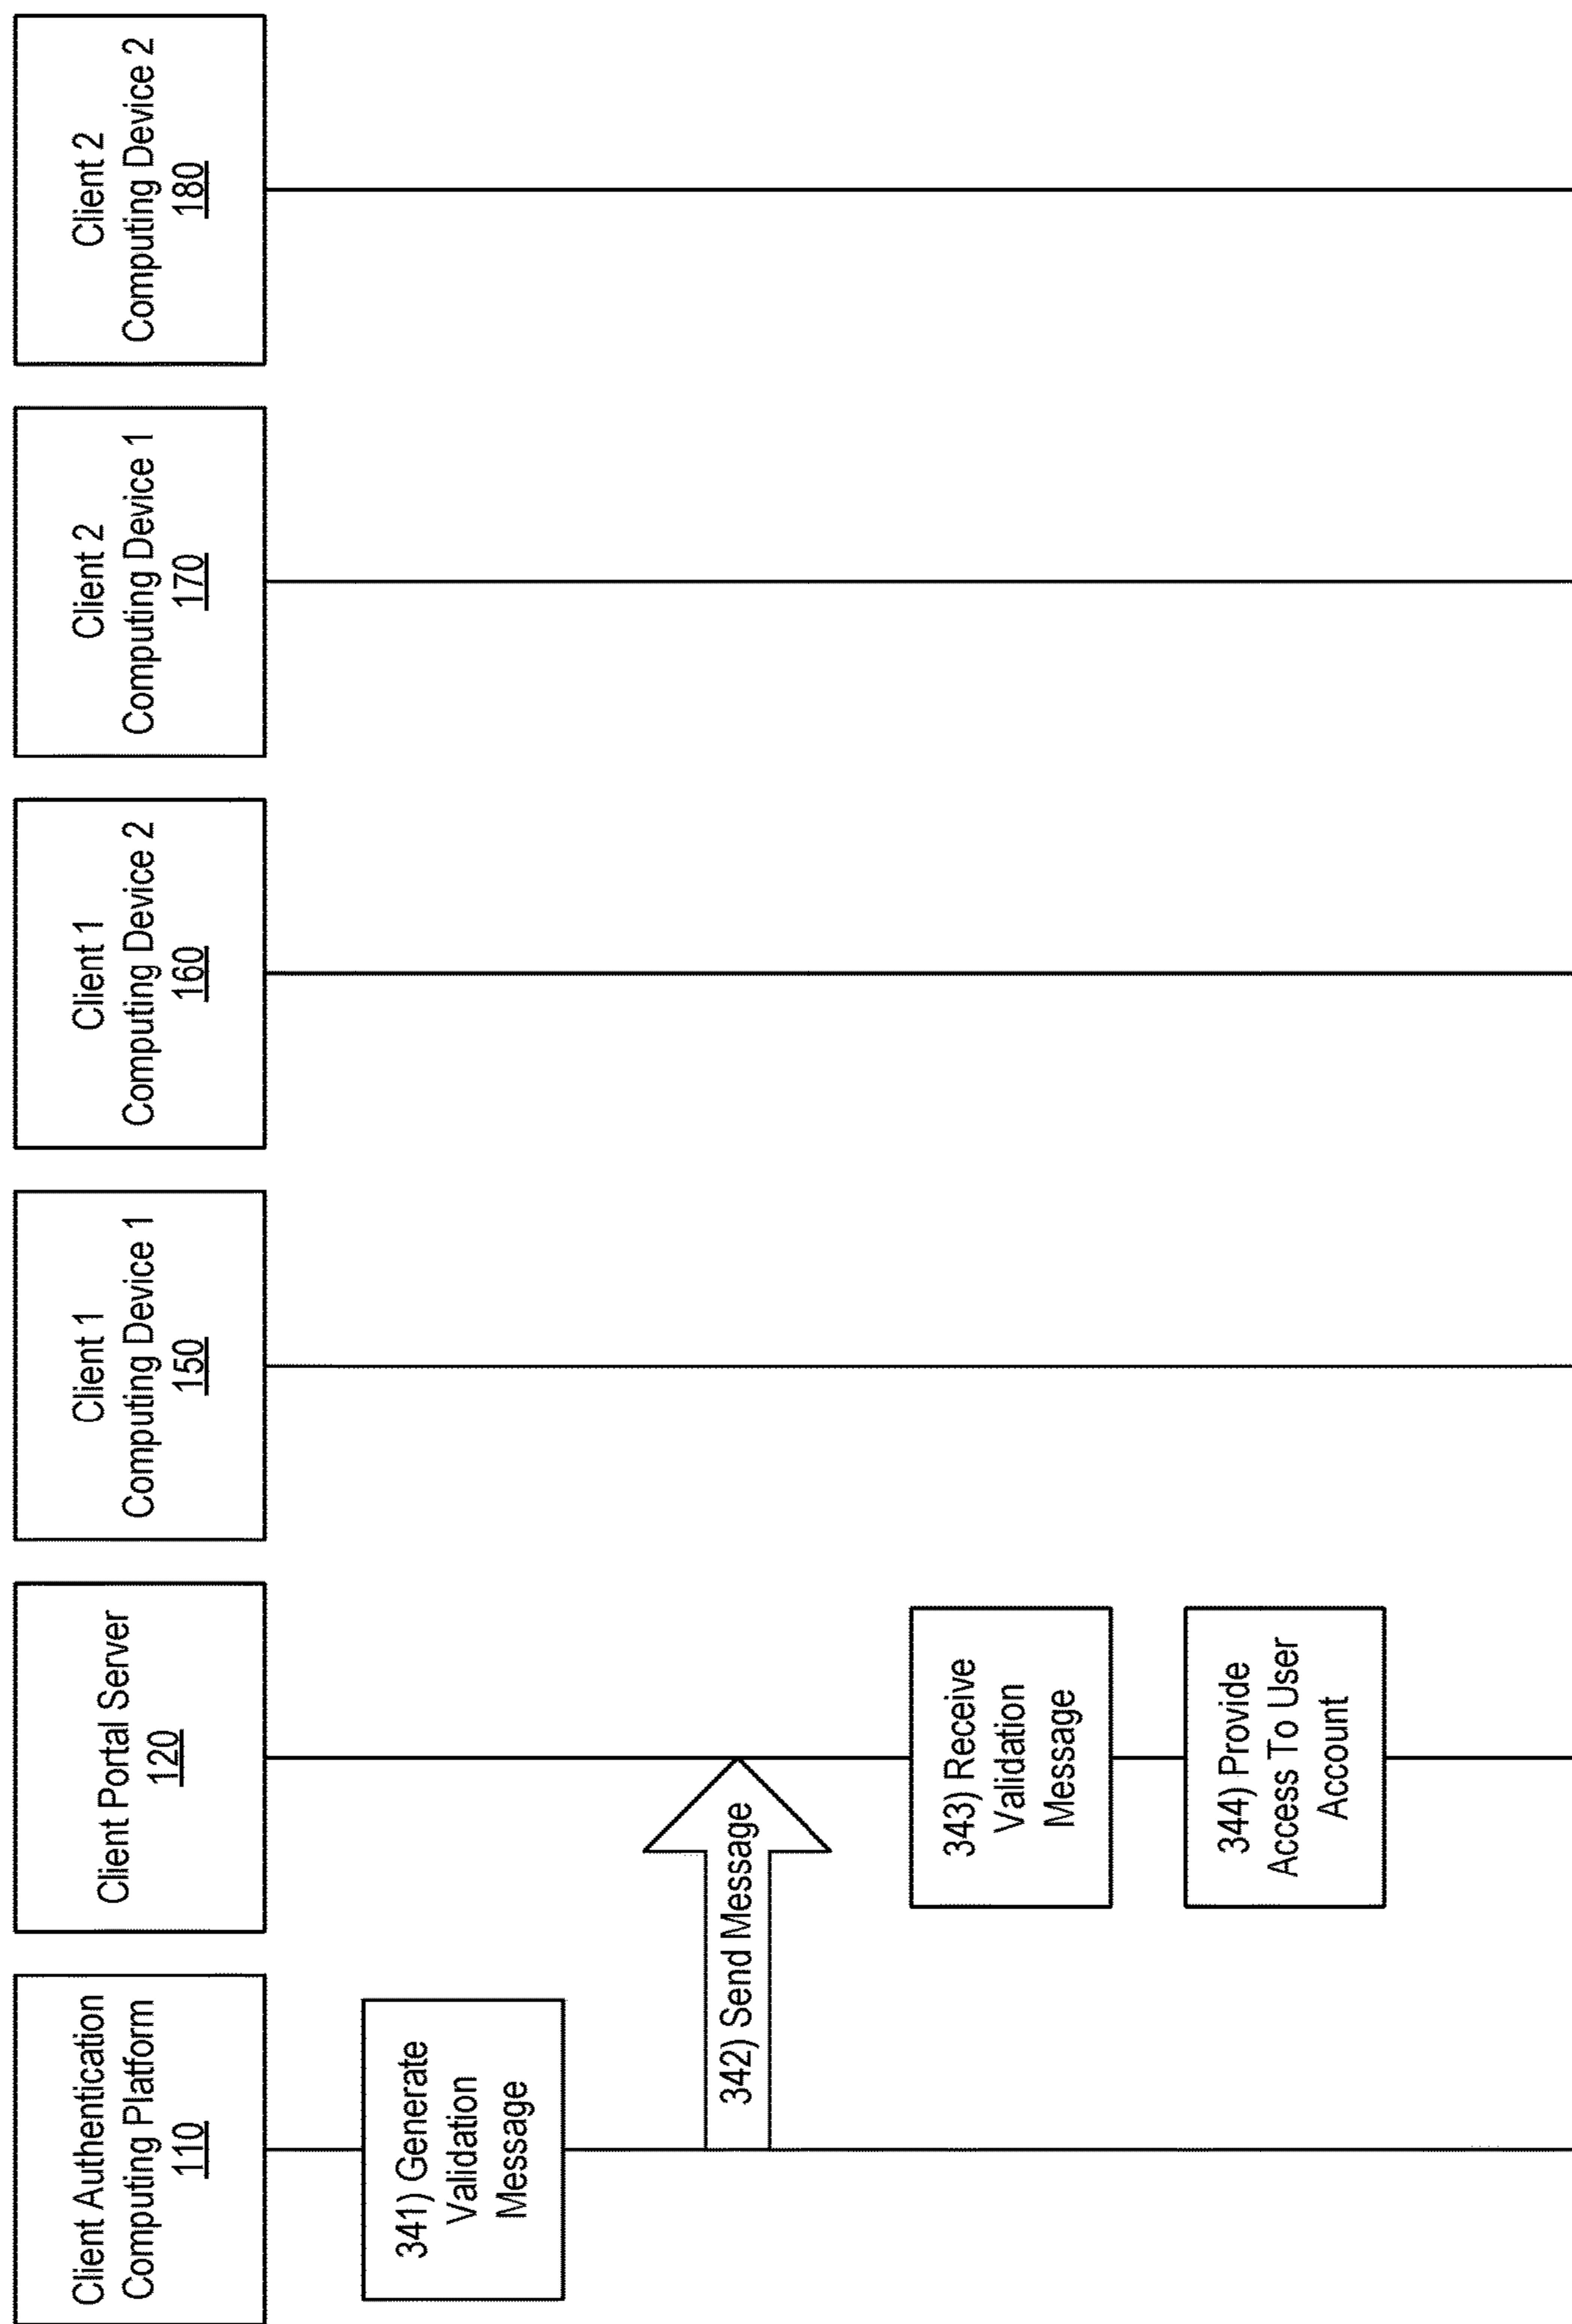 Client Authentication
Computing Platform
110
Client Portal Server
120
Client 1
Computing Device 1
150
Client 1
Computing Device 2
160
Client 2
Computing Device 1
170
Client 2
Computing Device 2
180
341) Generate
Validation
Message
342) Send Message
343) Receive
Validation
Message
344) Provide
Access To User
Account